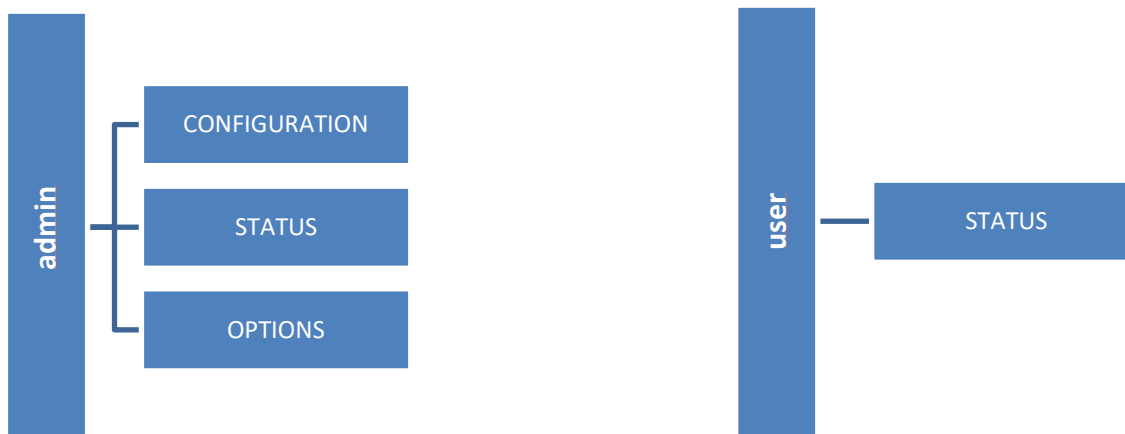 admin
CONFIGURATION
STATUS
OPTIONS
user
STATUS